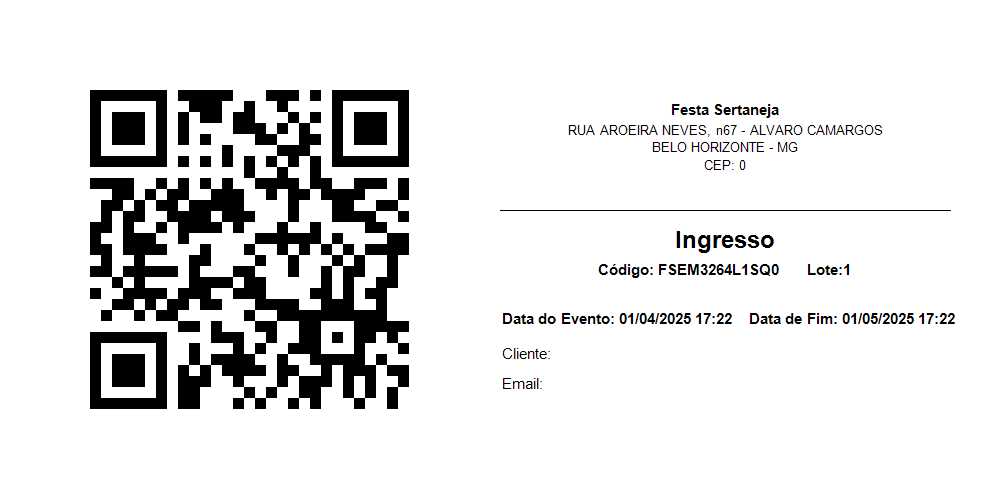 Festa Sertaneja
RUA AROEIRA NEVES, n67 - ALVARO CAMARGOS
BELO HORIZONTE - MG
CEP: 0
Ingresso
Código: FSEM3264L1SQ0 Lote:1
Data do Evento: 01/04/2025 17:22 Data de Fim: 01/05/2025 17:22
Cliente:
Email: